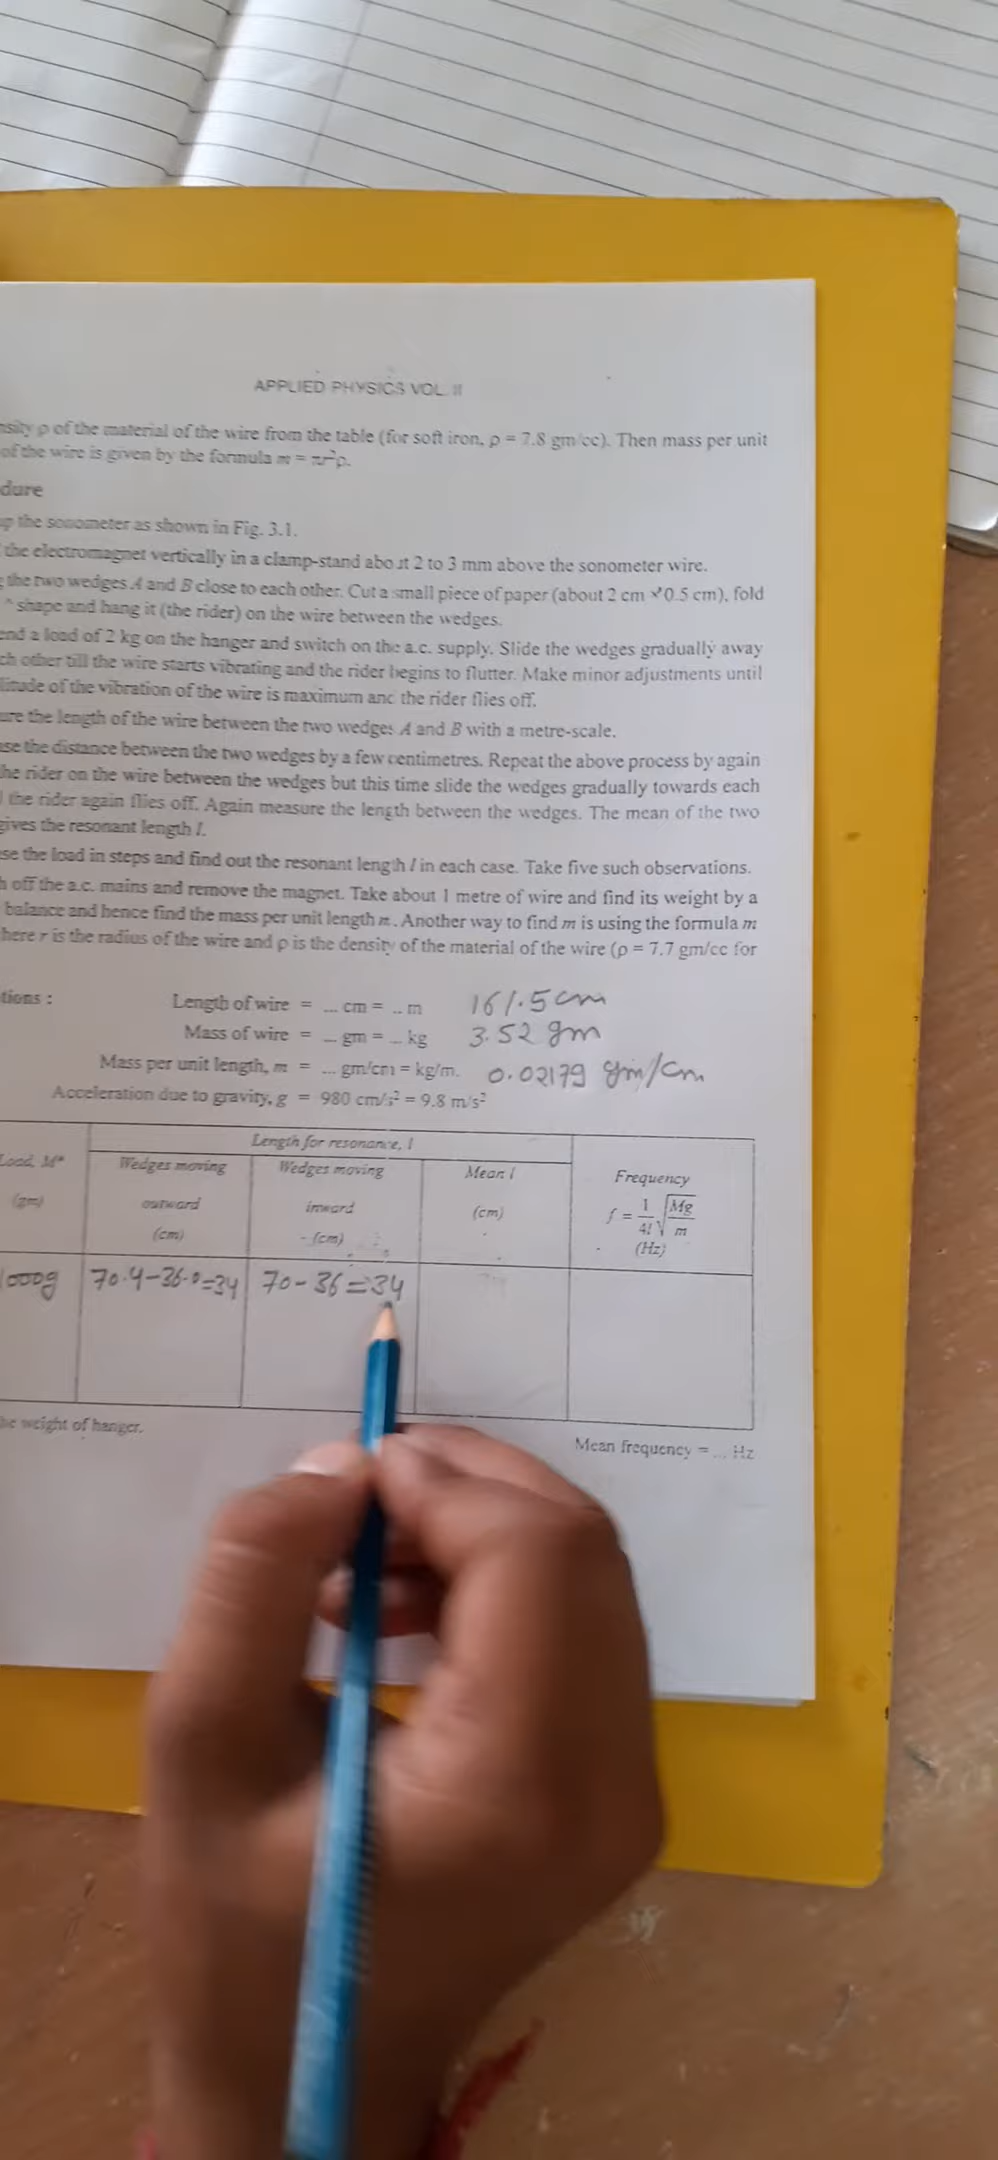 APPLIED PHYSICS VOL. II
ρ of the material of the wire from the table (for soft iron, ρ = 7.8 gm/cc). Then mass per unit
of the wire is given by the formula m = πr²ρ.
dure
the sonometer as shown in Fig. 3.1.
the electromagnet vertically in a clamp-stand about 2 to 3 mm above the sonometer wire.
the two wedges A and B close to each other. Cut a small piece of paper (about 2 cm × 0.5 cm), fold
^ shape and hang it (the rider) on the wire between the wedges.
end a load of 2 kg on the hanger and switch on the a.c. supply. Slide the wedges gradually away
ch other till the wire starts vibrating and the rider begins to flutter. Make minor adjustments until
litude of the vibration of the wire is maximum and the rider flies off.
ure the length of the wire between the two wedges A and B with a metre-scale.
ase the distance between the two wedges by a few centimetres. Repeat the above process by again
the rider on the wire between the wedges but this time slide the wedges gradually towards each
the rider again flies off. Again measure the length between the wedges. The mean of the two
gives the resonant length l.
se the load in steps and find out the resonant length l in each case. Take five such observations.
h off the a.c. mains and remove the magnet. Take about 1 metre of wire and find its weight by a
balance and hence find the mass per unit length m. Another way to find m is using the formula m
here r is the radius of the wire and ρ is the density of the material of the wire (ρ = 7.7 gm/cc for
tions :
Length of wire = ... cm = .. m 161.5 cm
Mass of wire = ... gm = ... kg 3.52 gm
Mass per unit length, m = ... gm/cm = kg/m. 0.02179 gm/cm
Acceleration due to gravity, g = 980 cm/s² = 9.8 m/s²
Length for resonance, l
Load, M* Wedges moving Wedges moving Mean l Frequency
(gm) outward inward (cm) f = 1/4l √Mg/m
(cm) (cm) (Hz)
1000g 70.4-36.0=34 70-36=34
he weight of hanger.
Mean frequency = ... Hz